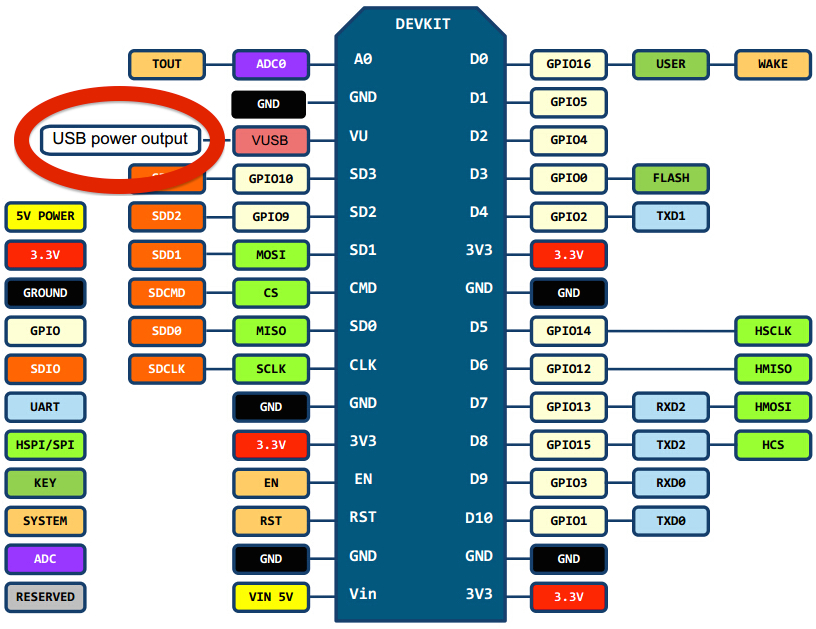 DEVKIT
TOUT ADC0 A0 D0 GPIO16 USER WAKE
GND GND D1 GPIO5
USB power output VUSB VU D2 GPIO4
GPIO10 SD3 D3 GPIO0 FLASH
5V POWER SDD2 GPIO9 SD2 D4 GPIO2 TXD1
3.3V SDD1 MOSI SD1 3V3 3.3V
GROUND SDCMD CS CMD GND GND
GPIO SDD0 MISO SD0 D5 GPIO14 HSCLK
SDIO SDCLK SCLK CLK D6 GPIO12 HMISO
UART GND GND D7 GPIO13 RXD2 HMOSI
HSPI/SPI 3.3V 3V3 D8 GPIO15 TXD2 HCS
KEY EN EN D9 GPIO3 RXD0
SYSTEM RST RST D10 GPIO1 TXD0
ADC GND GND GND GND
RESERVED VIN 5V Vin 3V3 3.3V